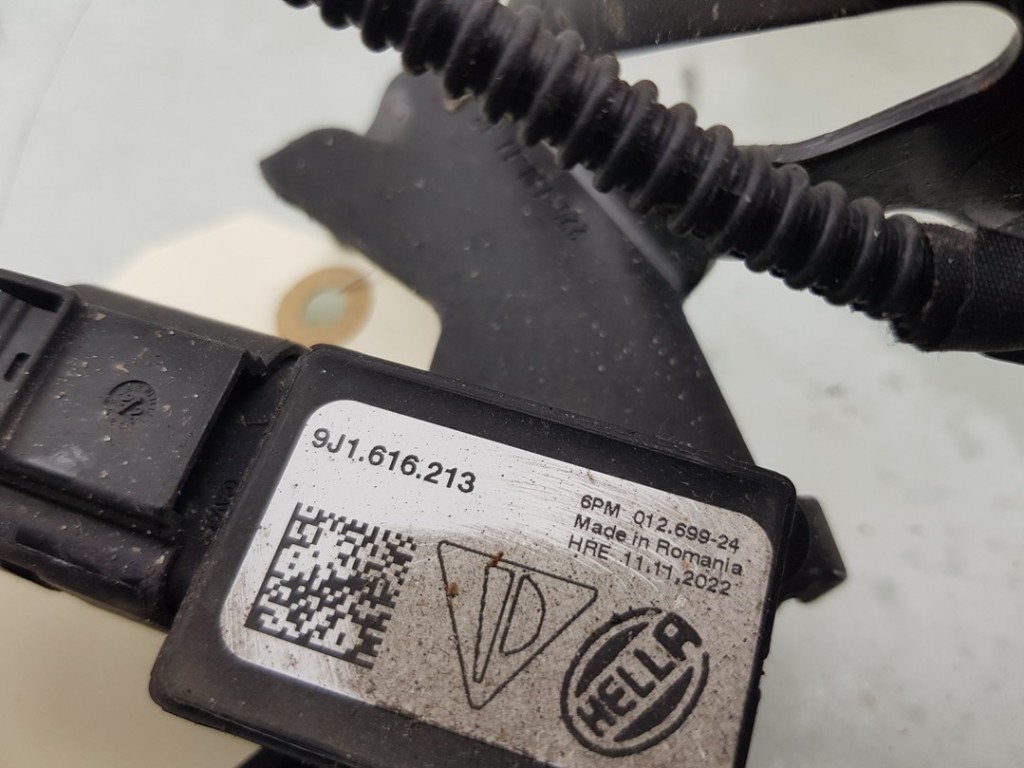 9J1.616.213
6PM 012.699-24
Made in Romania
HRE 11.11,2022
HELLA